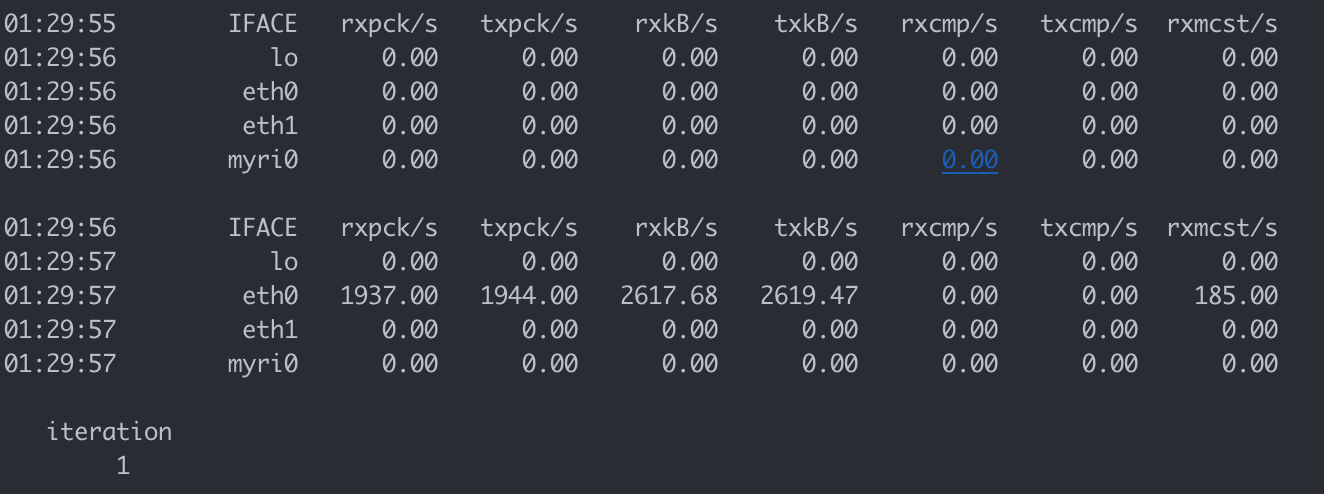 01:29:55        IFACE   rxpck/s   txpck/s    rxkB/s    txkB/s   rxcmp/s   txcmp/s  rxmcst/s
01:29:56           lo      0.00      0.00      0.00      0.00      0.00      0.00      0.00
01:29:56         eth0      0.00      0.00      0.00      0.00      0.00      0.00      0.00
01:29:56         eth1      0.00      0.00      0.00      0.00      0.00      0.00      0.00
01:29:56        myri0      0.00      0.00      0.00      0.00      0.00      0.00      0.00

01:29:56        IFACE   rxpck/s   txpck/s    rxkB/s    txkB/s   rxcmp/s   txcmp/s  rxmcst/s
01:29:57           lo      0.00      0.00      0.00      0.00      0.00      0.00      0.00
01:29:57         eth0   1937.00   1944.00   2617.68   2619.47      0.00      0.00    185.00
01:29:57         eth1      0.00      0.00      0.00      0.00      0.00      0.00      0.00
01:29:57        myri0      0.00      0.00      0.00      0.00      0.00      0.00      0.00

   iteration
        1